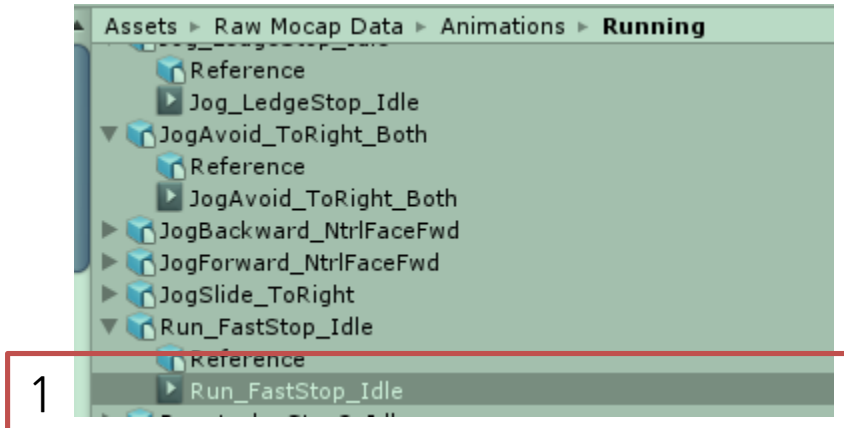 Assets ▸ Raw Mocap Data ▸ Animations ▸ Running
Reference
Jog_LedgeStop_Idle
JogAvoid_ToRight_Both
Reference
JogAvoid_ToRight_Both
JogBackward_NtrlFaceFwd
JogForward_NtrlFaceFwd
JogSlide_ToRight
Run_FastStop_Idle
Reference
1 Run_FastStop_Idle